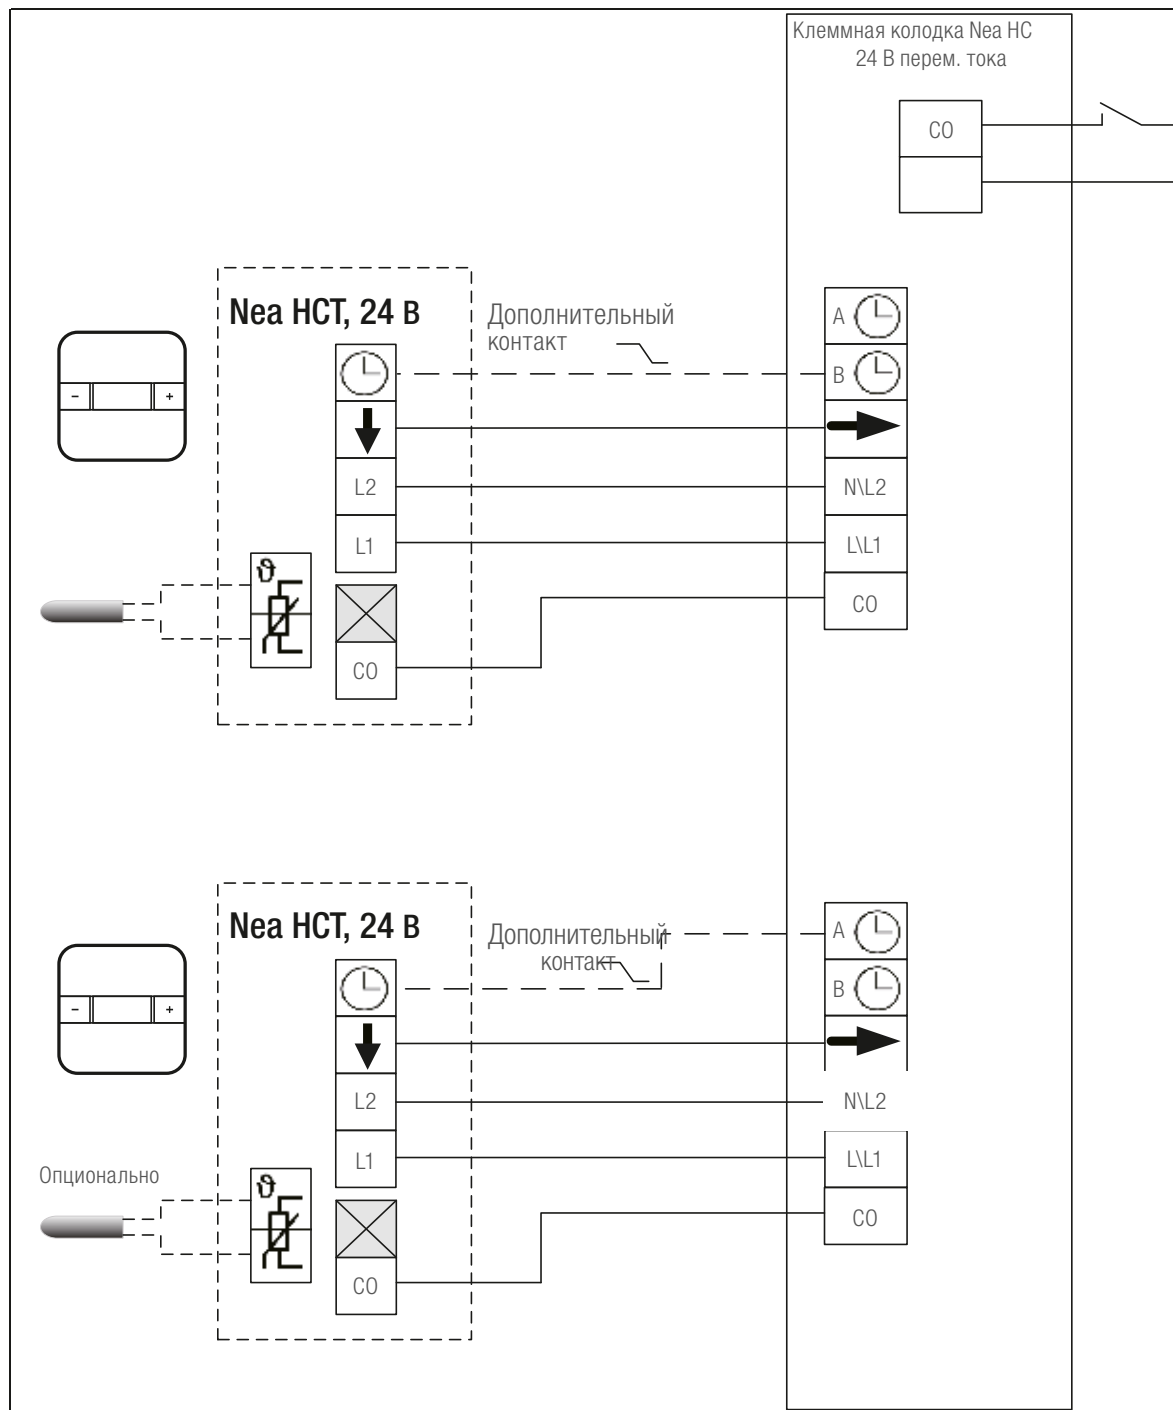 Клеммная колодка Nea HC
24 В перем. тока
CO
Nea HCT, 24 В
Дополнительный
контакт
A
B
- +
L2
N\L2
L1
L\L1
ϑ
CO
CO
Nea HCT, 24 В
Дополнительный
контакт
A
B
- +
L2
N\L2
L1
L\L1
Опционально
ϑ
CO
CO